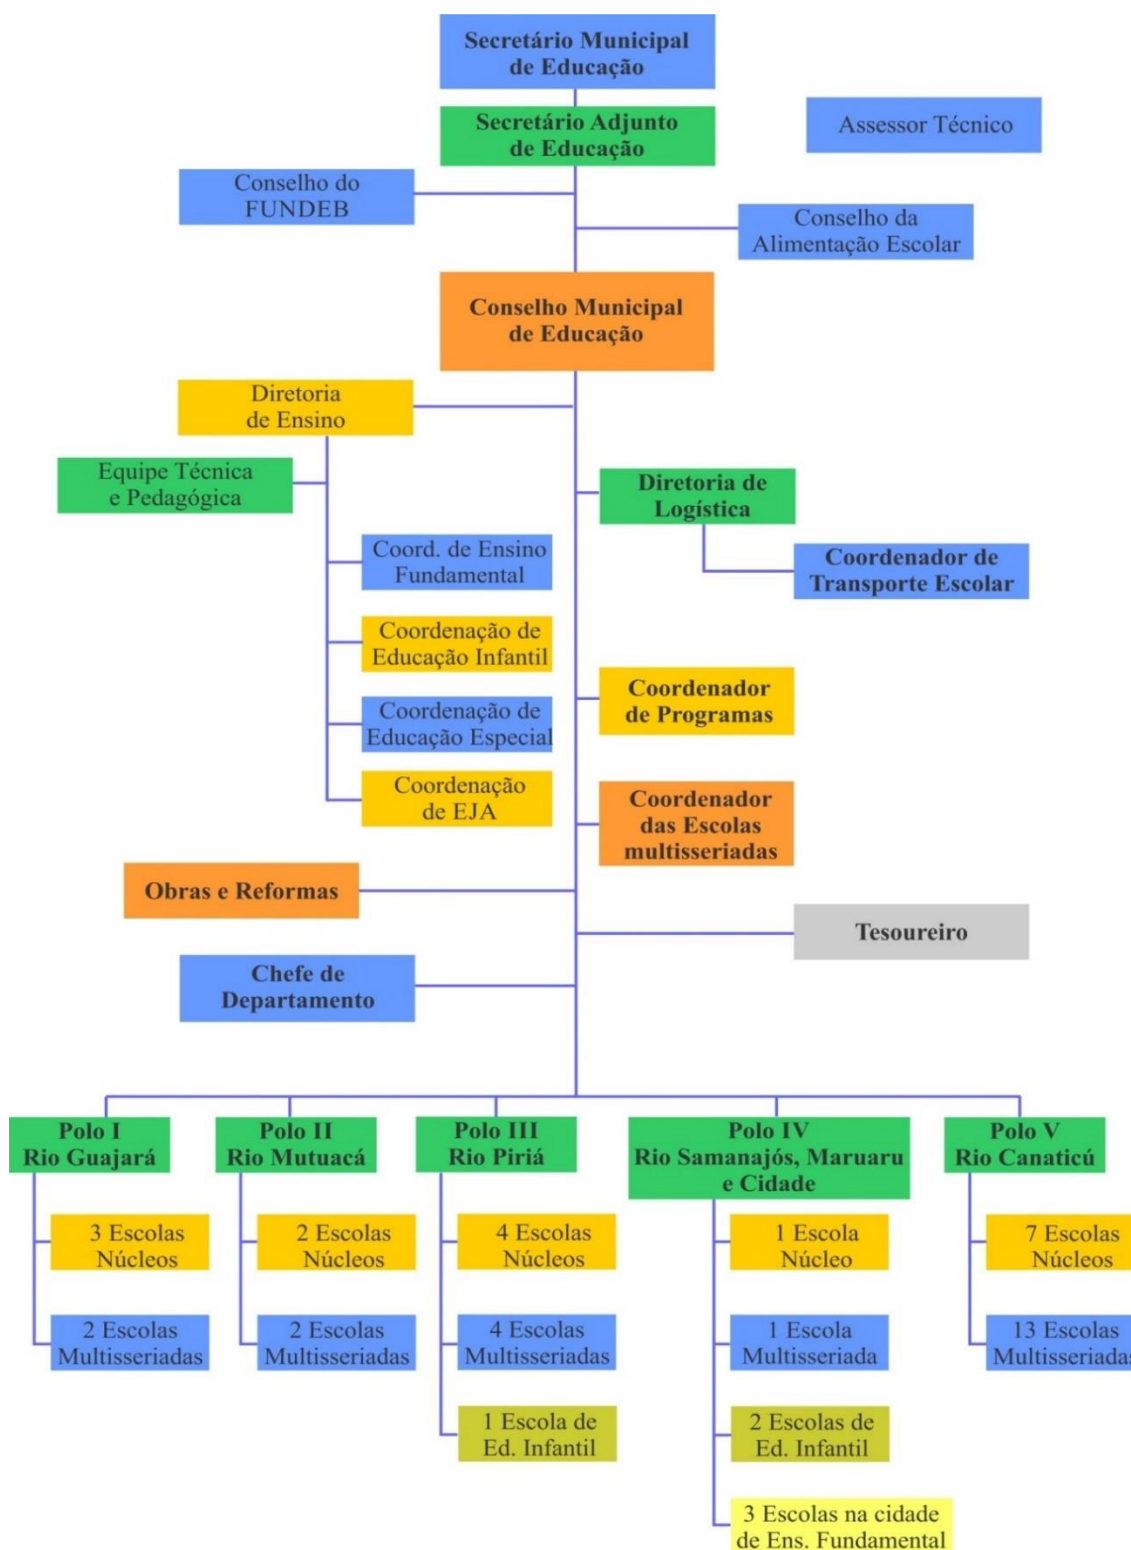 Secretário Municipal
de Educação
Secretário Adjunto
de Educação
Assessor Técnico
Conselho do
FUNDEB
Conselho da
Alimentação Escolar
Conselho Municipal
de Educação
Diretoria
de Ensino
Equipe Técnica
e Pedagógica
Diretoria de
Logística
Coord. de Ensino
Fundamental
Coordenador de
Transporte Escolar
Coordenação de
Educação Infantil
Coordenador
de Programas
Coordenação de
Educação Especial
Coordenação
de EJA
Coordenador
das Escolas
multisseriadas
Obras e Reformas
Tesoureiro
Chefe de
Departamento
Polo I
Rio Guajará
3 Escolas
Núcleos
2 Escolas
Multisseriadas
Polo II
Rio Mutuacá
2 Escolas
Núcleos
2 Escolas
Multisseriadas
Polo III
Rio Piriá
4 Escolas
Núcleos
4 Escolas
Multisseriadas
1 Escola de
Ed. Infantil
Polo IV
Rio Samanajós, Maruaru
e Cidade
1 Escola
Núcleo
1 Escola
Multisseriada
2 Escolas de
Ed. Infantil
3 Escolas na cidade
de Ens. Fundamental
Polo V
Rio Canaticú
7 Escolas
Núcleos
13 Escolas
Multisseriadas